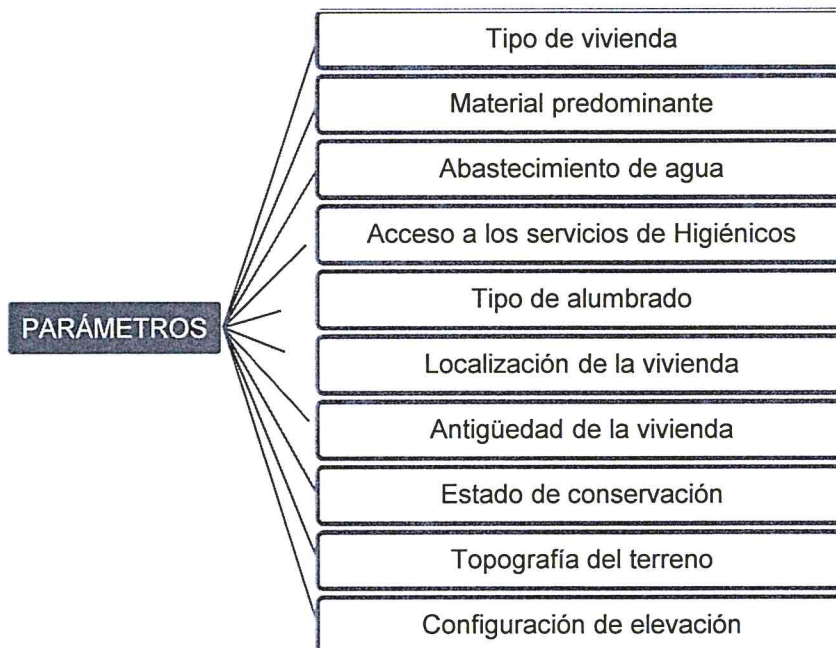 Tipo de vivienda
Material predominante
Abastecimiento de agua
Acceso a los servicios de Higiénicos
Tipo de alumbrado
PARÁMETROS
Localización de la vivienda
Antigüedad de la vivienda
Estado de conservación
Topografía del terreno
Configuración de elevación